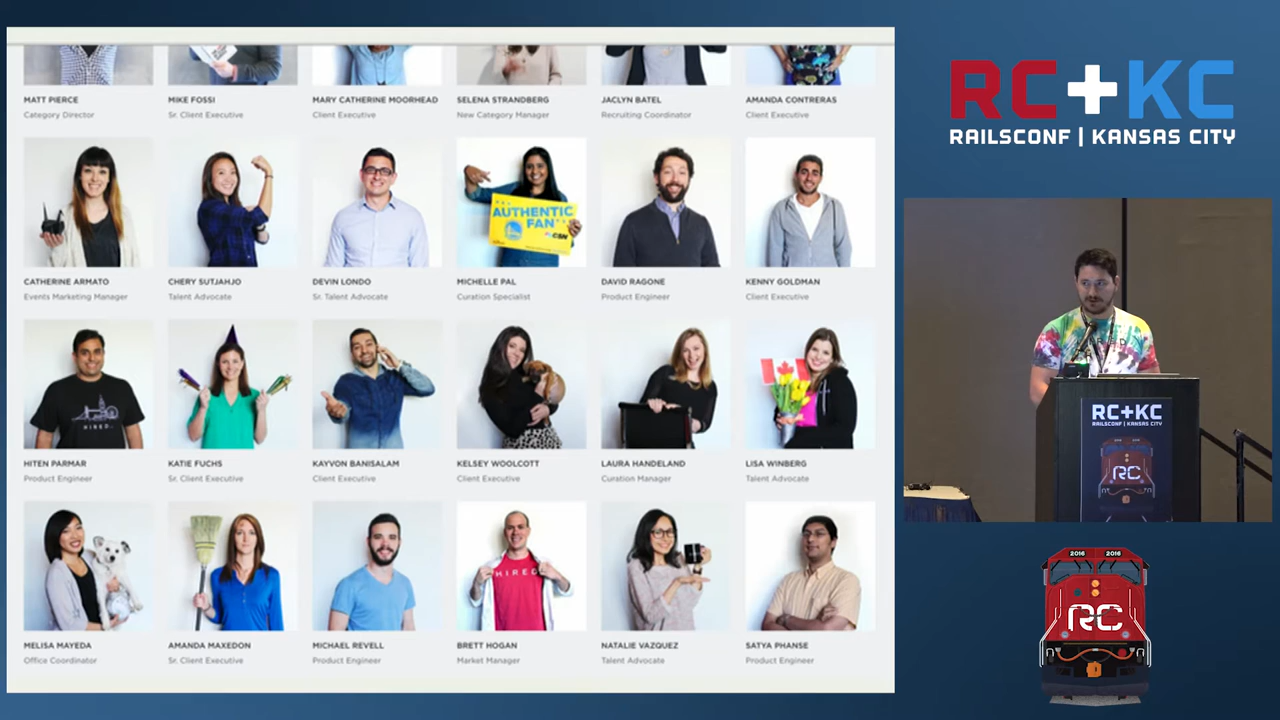 MATT PIERCE
Category Director
MIKE FOSSI
Sr. Client Executive
MARY CATHERINE MOORHEAD
Client Executive
SELENA STRANDBERG
New Category Manager
JACLYN BATEL
Recruiting Coordinator
AMANDA CONTRERAS
Client Executive
AUTHENTIC
FAN
CSN
CATHERINE ARMATO
Events Marketing Manager
CHERY SUTJAHJO
Talent Advocate
DEVIN LONDO
Sr. Talent Advocate
MICHELLE PAL
Curation Specialist
DAVID RAGONE
Product Engineer
KENNY GOLDMAN
Client Executive
HIRED
HITEN PARMAR
Product Engineer
KATIE FUCHS
Sr. Client Executive
KAYVON BANISALAM
Client Executive
KELSEY WOOLCOTT
Client Executive
LAURA HANDELAND
Curation Manager
LISA WINBERG
Talent Advocate
HIRED
MELISA MAYEDA
Office Coordinator
AMANDA MAXEDON
Sr. Client Executive
MICHAEL REVELL
Product Engineer
BRETT HOGAN
Market Manager
NATALIE VAZQUEZ
Talent Advocate
SATYA PHANSE
Product Engineer
RC+KC
RAILSCONF | KANSAS CITY
HIRED
RC+KC
RAILSCONF | KANSAS CITY
RC
2016 2016
RC